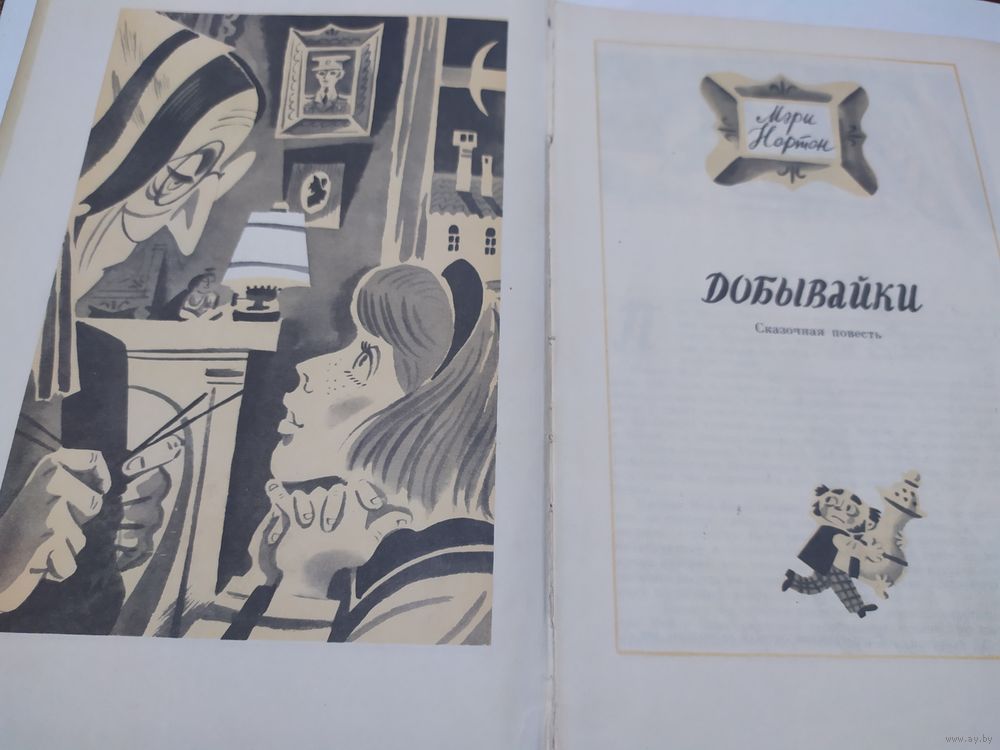 Мэри
Нортон
ДОБЫВАЙКИ
Сказочная повесть
www.ay.by